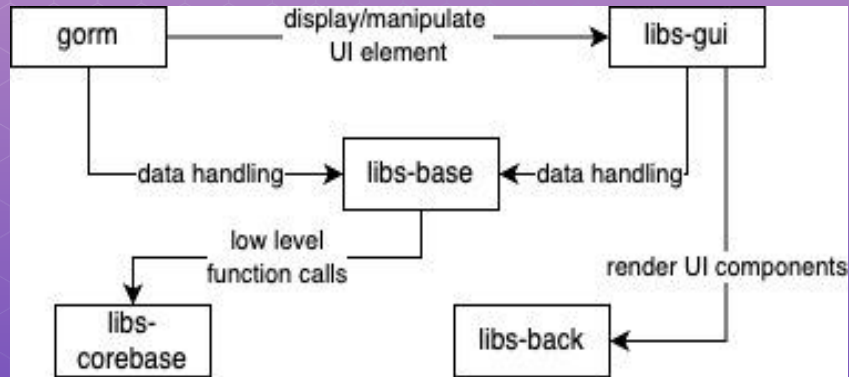 gorm
display/manipulate
UI element
libs-gui
data handling
libs-base
data handling
low level
function calls
render UI components
libs-
corebase
libs-back